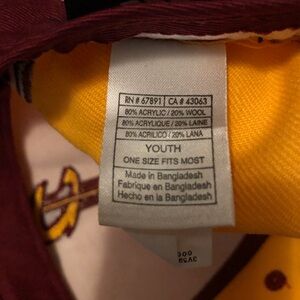 RN # 67891 | CA # 43063
80% ACRYLIC / 20% WOOL
80% ACRYLIQUE / 20% LAINE
80% ACRILICO / 20% LANA
YOUTH
ONE SIZE FITS MOST
Made in Bangladesh
Fabrique en Bangladesh
Hecho en la Bangladesh